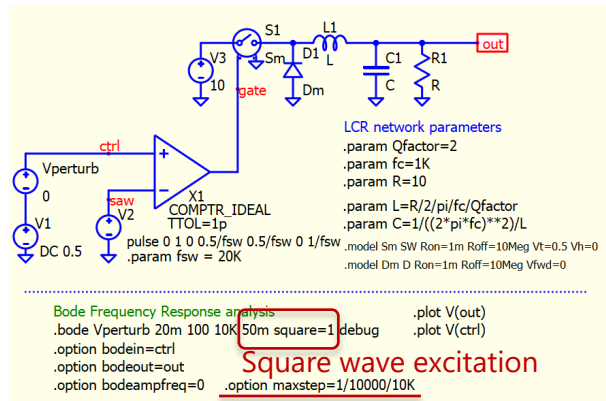 S1
L1
V3
Sm
D1
L
C1
R1
out
10
Dm
C
R
gate
LCR network parameters
.param Qfactor=2
.param fc=1K
.param R=10
.param L=R/2/pi/fc/Qfactor
.param C=1/((2*pi*fc)**2)/L
.model Sm SW Ron=1m Roff=10Meg Vt=0.5 Vh=0
.model Dm D Ron=1m Roff=10Meg Vfwd=0
ctrl
Vperturb
0
saw
V1
V2
DC 0.5
+
−
X1
COMPTR_IDEAL
TTOL=1p
pulse 0 1 0 0.5/fsw 0.5/fsw 0 1/fsw
.param fsw = 20K
Bode Frequency Response analysis
.bode Vperturb 20m 100 10K 50m square=1 debug
.option bodein=ctrl
.option bodeout=out
.option bodeampfreq=0
.plot V(out)
.plot V(ctrl)
Square wave excitation
.option maxstep=1/10000/10K